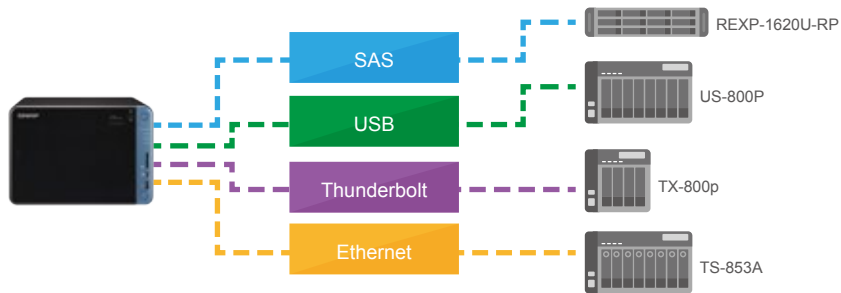 SAS
REXP-1620U-RP
USB
US-800P
Thunderbolt
TX-800p
Ethernet
TS-853A